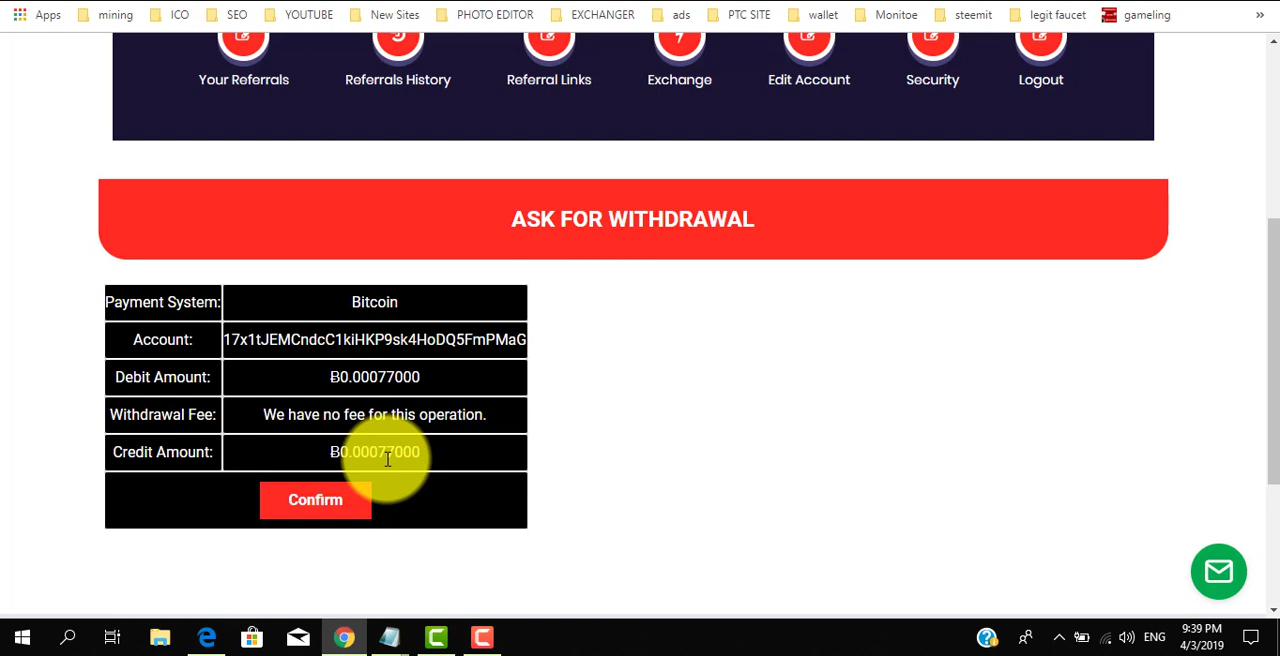 Apps mining ICO SEO YOUTUBE New Sites PHOTO EDITOR EXCHANGER ads PTC SITE wallet Monitoe steemit legit faucet gameling »
Your Referrals Referrals History Referral Links Exchange Edit Account Security Logout
ASK FOR WITHDRAWAL
Payment System: Bitcoin
Account: 17x1tJEMCndcC1kiHKP9sk4HoDQ5FmPMaG
Debit Amount: Ƀ0.00077000
Withdrawal Fee: We have no fee for this operation.
Credit Amount: Ƀ0.00077000
Confirm
ENG 9:39 PM
4/3/2019